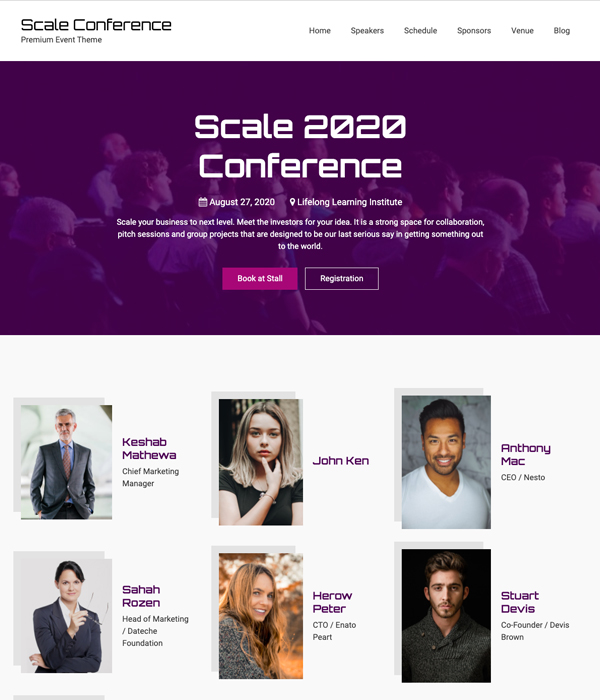 Scale Conference
Premium Event Theme
Home Speakers Schedule Sponsors Venue Blog
Scale 2020
Conference
August 27, 2020 Lifelong Learning Institute
Scale your business to next level. Meet the investors for your idea. It is a strong space for collaboration,
pitch sessions and group projects that are designed to be our last serious say in getting something out
to the world.
Book at Stall Registration
Keshab
Mathewa
Chief Marketing
Manager
John Ken
Anthony
Mac
CEO / Nesto
Sahah
Rozen
Head of Marketing
/ Dateche
Foundation
Herow
Peter
CTO / Enato
Peart
Stuart
Devis
Co-Founder / Devis
Brown